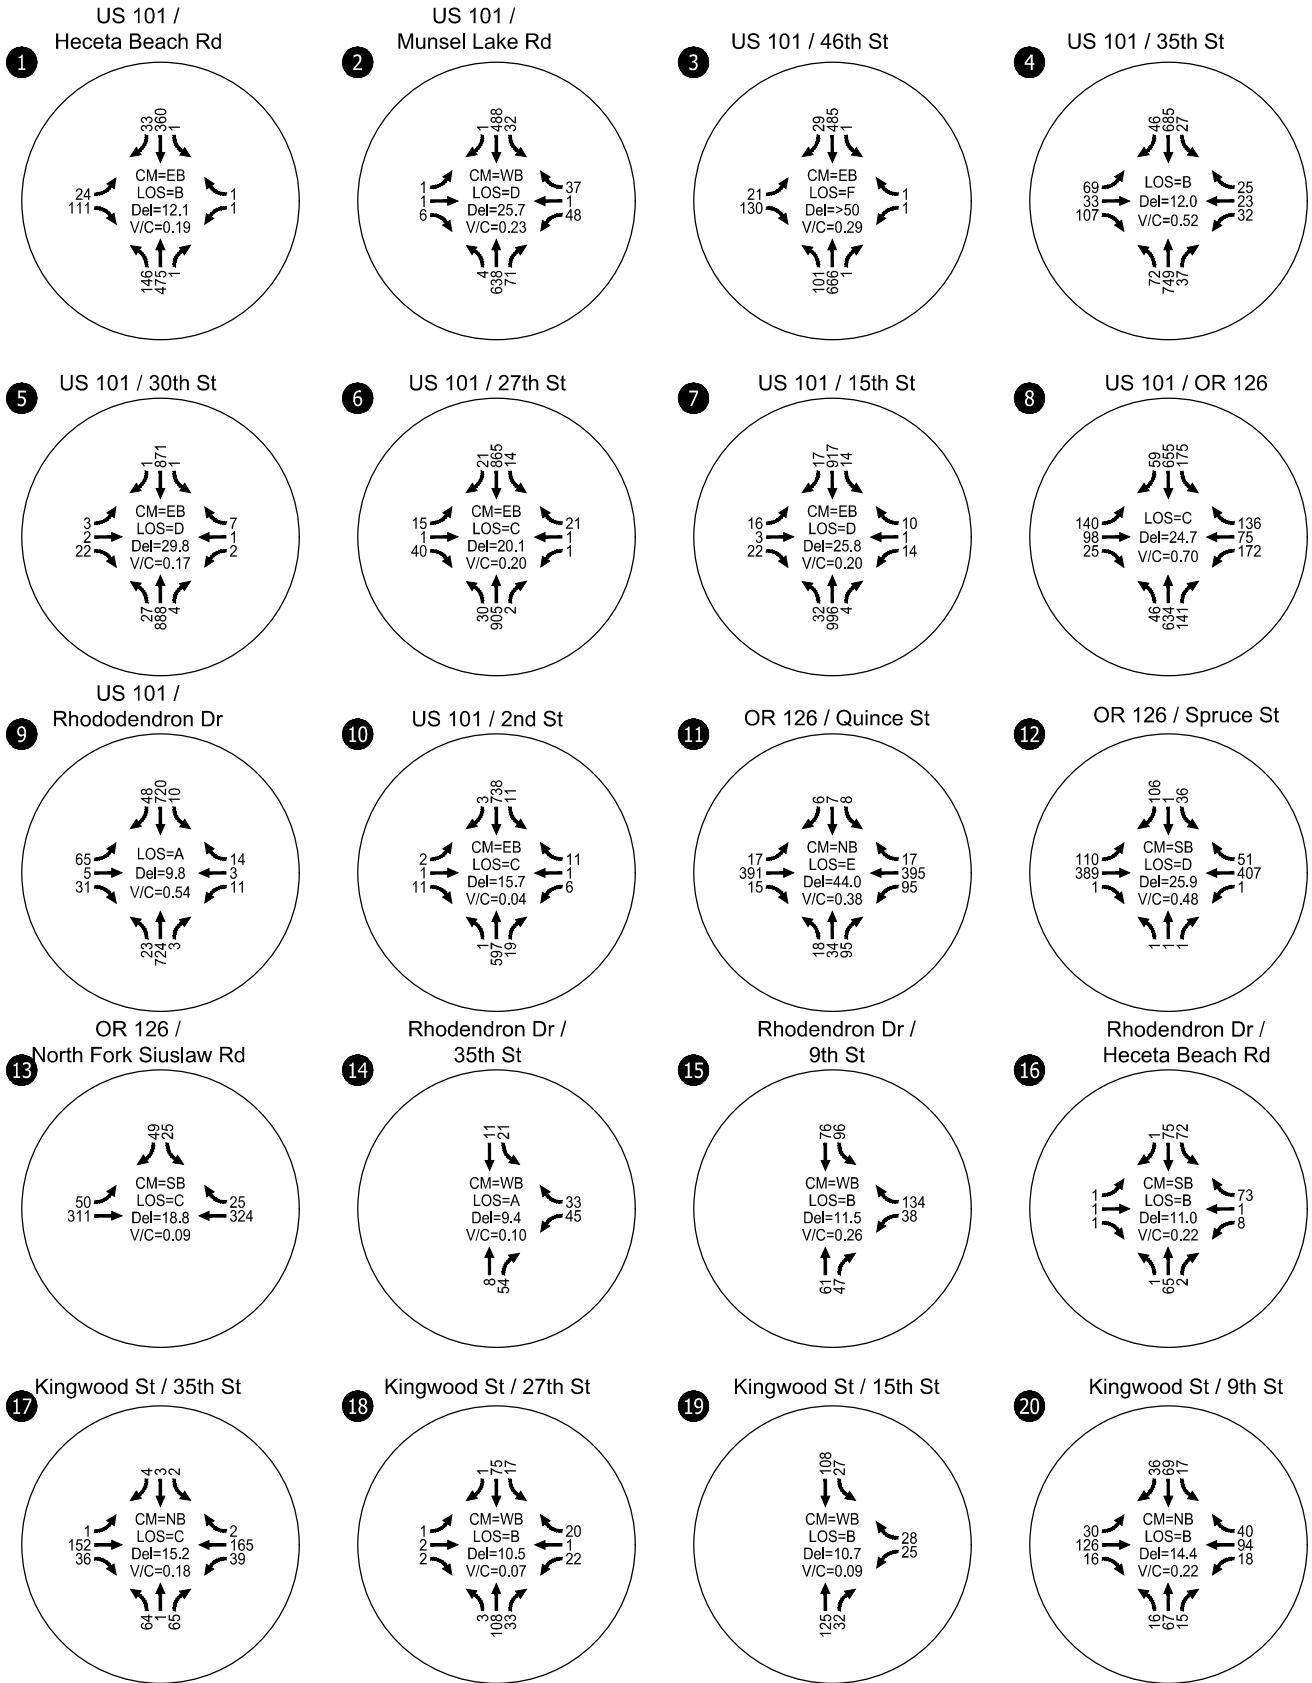 US 101 /
Heceta Beach Rd
1
33 360 1
24
111
CM=EB
LOS=B
Del=12.1
V/C=0.19
1
1
146 475 1
US 101 /
Munsel Lake Rd
2
1 488 32
1
1
6
CM=WB
LOS=D
Del=25.7
V/C=0.23
37
1
48
4 638 71
US 101 / 46th St
3
29 485 1
21
130
CM=EB
LOS=F
Del=>50
V/C=0.29
1
1
101 666 1
US 101 / 35th St
4
46 685 27
69
33
107
LOS=B
Del=12.0
V/C=0.52
25
23
32
72 749 37
US 101 / 30th St
5
1 871 1
3
2
22
CM=EB
LOS=D
Del=29.8
V/C=0.17
7
1
2
27 888 4
US 101 / 27th St
6
21 865 14
15
1
40
CM=EB
LOS=C
Del=20.1
V/C=0.20
21
1
1
30 905 2
US 101 / 15th St
7
17 917 14
16
3
22
CM=EB
LOS=D
Del=25.8
V/C=0.20
10
1
14
32 996 4
US 101 / OR 126
8
59 655 175
140
98
25
LOS=C
Del=24.7
V/C=0.70
136
75
172
46 634 141
US 101 /
Rhododendron Dr
9
48 720 10
65
5
31
LOS=A
Del=9.8
V/C=0.54
14
3
11
23 724 3
US 101 / 2nd St
10
3 738 11
2
1
11
CM=EB
LOS=C
Del=15.7
V/C=0.04
11
1
6
1 597 19
OR 126 / Quince St
11
6 7 8
17
391
15
CM=NB
LOS=E
Del=44.0
V/C=0.38
17
395
95
18 34 95
OR 126 / Spruce St
12
106 1 36
110
389
1
CM=SB
LOS=D
Del=25.9
V/C=0.48
51
407
1
1 1 1
OR 126 /
North Fork Siuslaw Rd
13
49 25
50
311
CM=SB
LOS=C
Del=18.8
V/C=0.09
25
324
Rhodendron Dr /
35th St
14
11 21
CM=WB
LOS=A
Del=9.4
V/C=0.10
33
45
8 54
Rhodendron Dr /
9th St
15
76 96
CM=WB
LOS=B
Del=11.5
V/C=0.26
134
38
61 47
Rhodendron Dr /
Heceta Beach Rd
16
1 75 72
1
1
1
CM=SB
LOS=B
Del=11.0
V/C=0.22
73
1
8
1 65 2
Kingwood St / 35th St
17
4 3 2
1
152
36
CM=NB
LOS=C
Del=15.2
V/C=0.18
2
165
39
64 1 65
Kingwood St / 27th St
18
1 75 17
1
2
2
CM=WB
LOS=B
Del=10.5
V/C=0.07
20
1
22
3 108 33
Kingwood St / 15th St
19
108 27
CM=WB
LOS=B
Del=10.7
V/C=0.09
28
25
125 32
Kingwood St / 9th St
20
36 69 17
30
126
16
CM=NB
LOS=B
Del=14.4
V/C=0.22
40
94
18
16 67 15